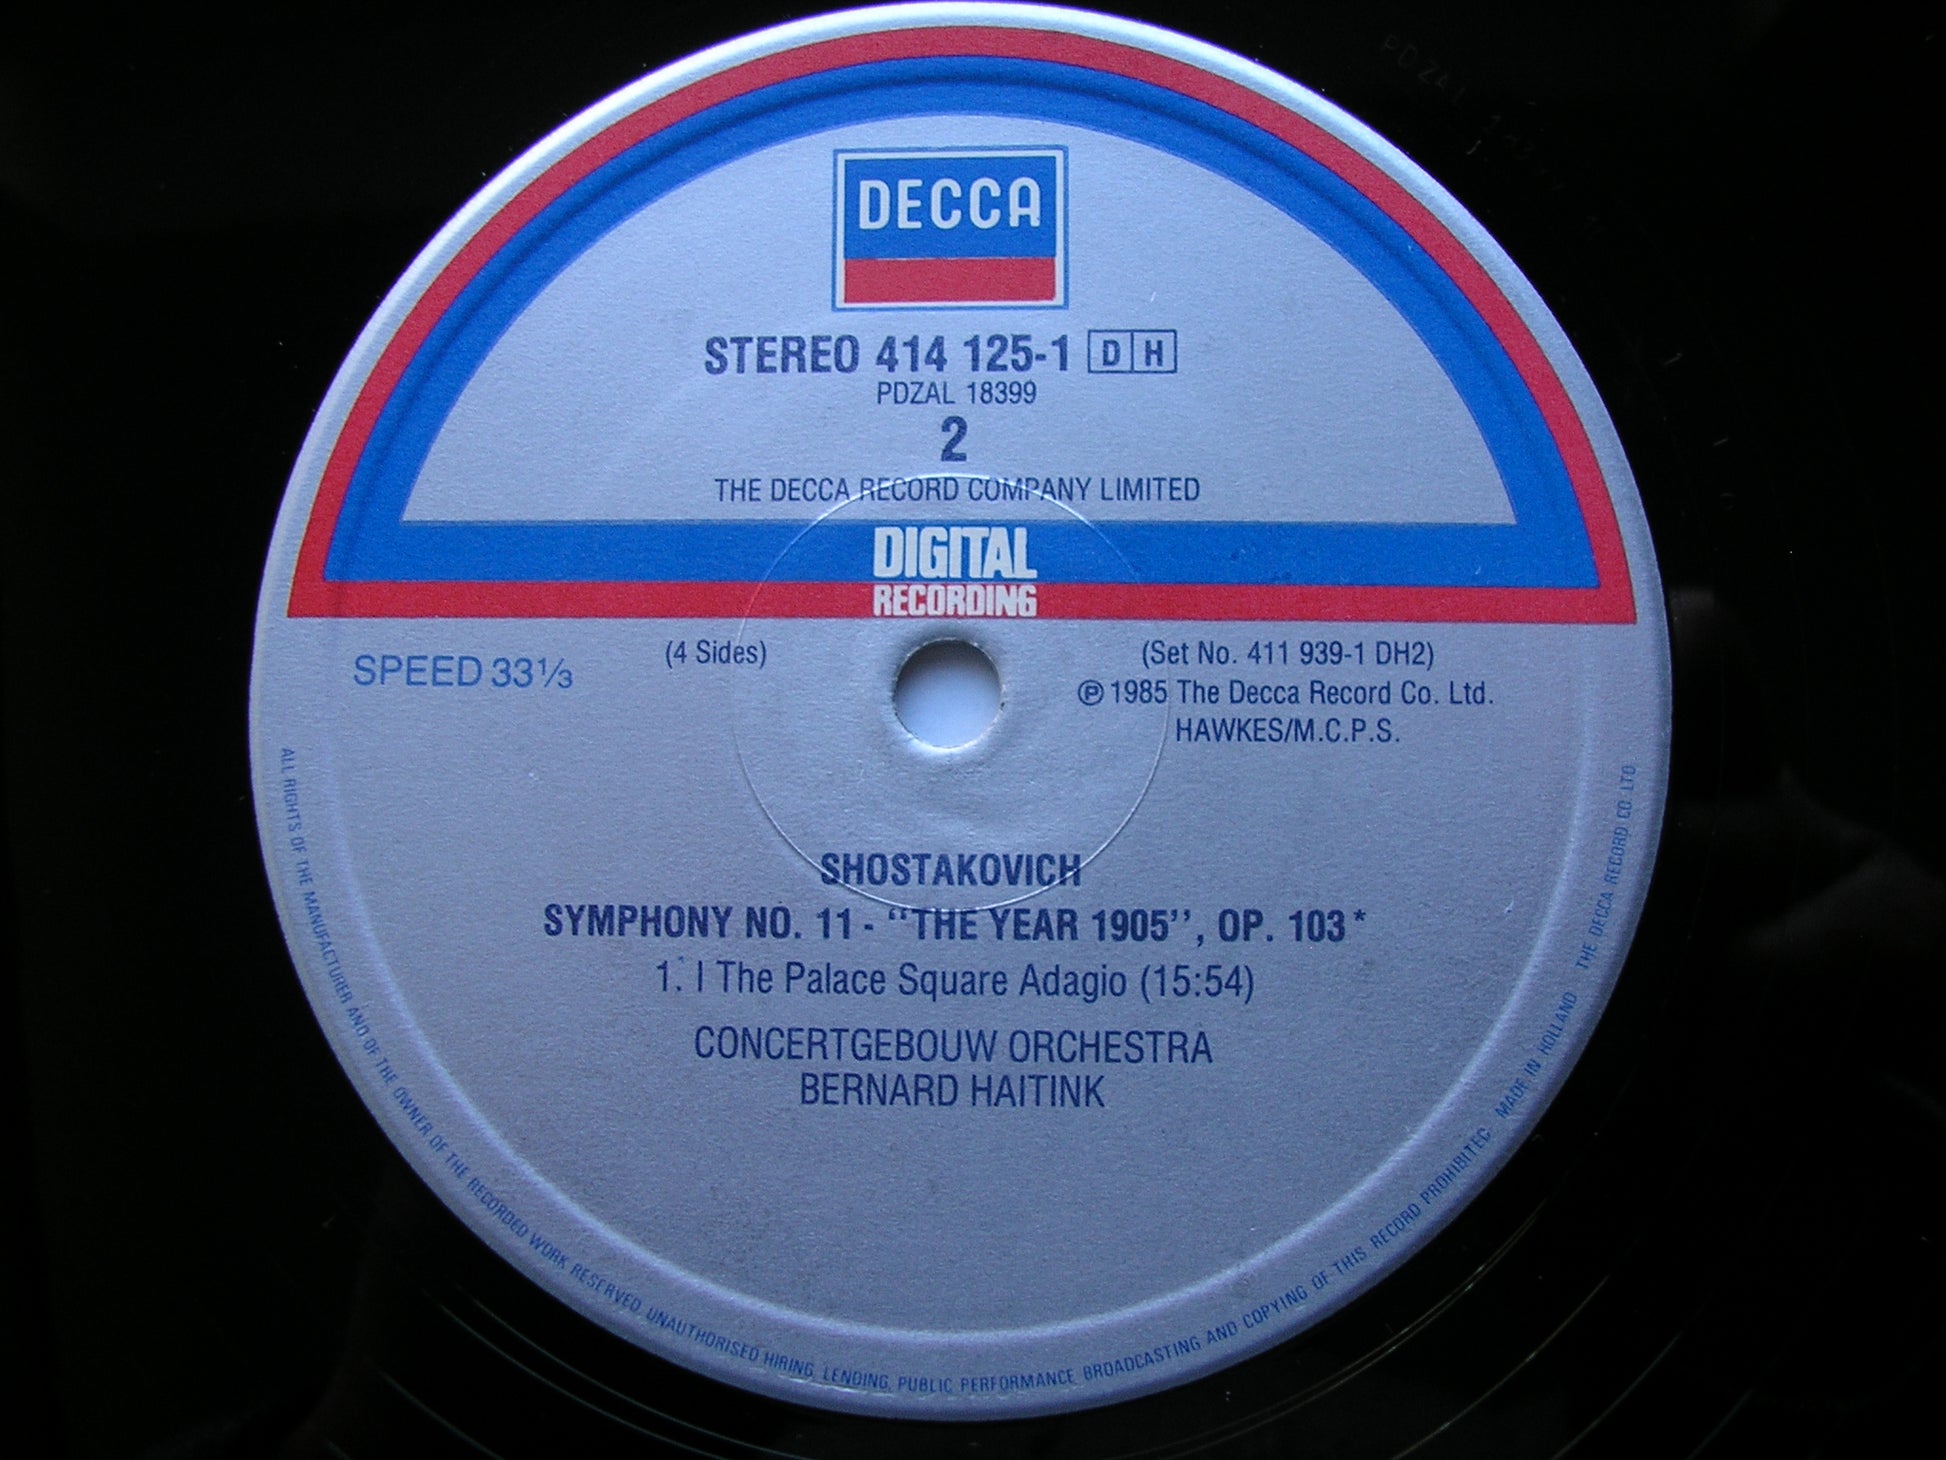 DECCA
STEREO 414 125-1 DH
PDZAL 18399
2
THE DECCA RECORD COMPANY LIMITED
DIGITAL
RECORDING
SPEED 33⅓
(4 Sides)
(Set No. 411 939-1 DH2)
℗ 1985 The Decca Record Co. Ltd.
HAWKES/M.C.P.S.
SHOSTAKOVICH
SYMPHONY NO. 11 - "THE YEAR 1905", OP. 103*
1. I The Palace Square Adagio (15:54)
CONCERTGEBOUW ORCHESTRA
BERNARD HAITINK
ALL RIGHTS OF THE MANUFACTURER AND OF THE OWNER OF THE RECORDED WORK RESERVED. UNAUTHORISED HIRING, LENDING, PUBLIC PERFORMANCE, BROADCASTING AND COPYING OF THIS RECORD PROHIBITEC MADE IN HOLLAND THE DECCA RECORD CO LTD